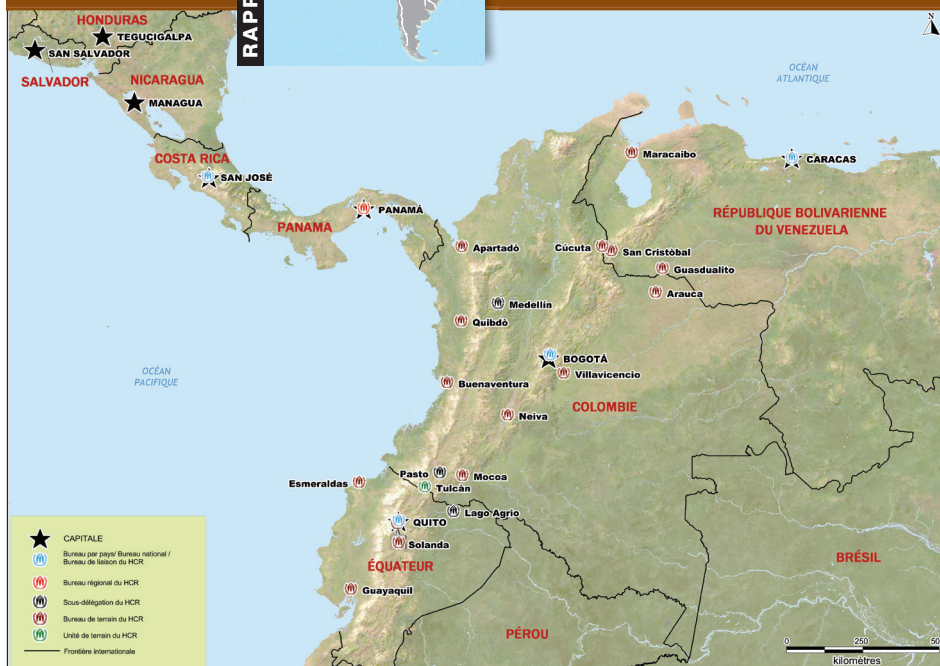 RAPP
HONDURAS
TEGUCIGALPA
SAN SALVADOR
SALVADOR
NICARAGUA
MANAGUA
N
OCÉAN
ATLANTIQUE
COSTA RICA
SAN JOSÉ
Maracaibo
CARACAS
PANAMÁ
PANAMA
RÉPUBLIQUE BOLIVARIENNE
DU VENEZUELA
Apartadò
Cúcuta
San Cristòbal
Guasdualito
Arauca
Medellín
Quibdò
OCÉAN
PACIFIQUE
BOGOTÁ
Villavicencio
Buenaventura
COLOMBIE
Neiva
Esmeraldas
Pasto
Mocoa
Tulcàn
Lago Agrio
QUITO
Solanda
ÉQUATEUR
BRÉSIL
Guayaquil
PÉROU
CAPITALE
Bureau par pays/ Bureau national /
Bureau de liaison du HCR
Bureau régional du HCR
Sous-délégation du HCR
Bureau de terrain du HCR
Unité de terrain du HCR
Frontière internationale
0 250 50
kilomètres